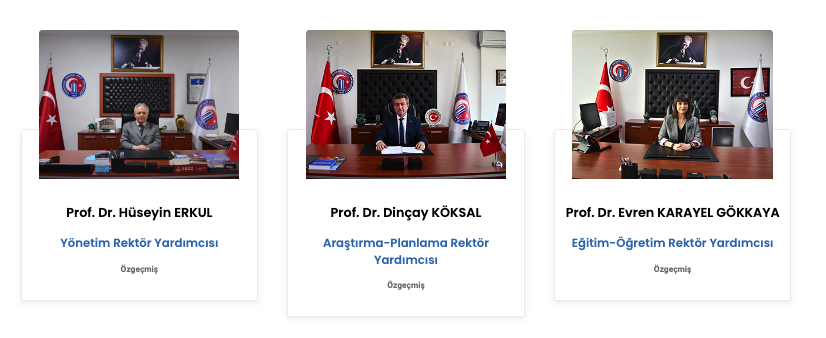 Prof. Dr. Hüseyin ERKUL
Yönetim Rektör Yardımcısı
Özgeçmiş
Prof. Dr. Dinçay KÖKSAL
Araştırma-Planlama Rektör
Yardımcısı
Özgeçmiş
Prof. Dr. Evren KARAYEL GÖKKAYA
Eğitim-Öğretim Rektör Yardımcısı
Özgeçmiş